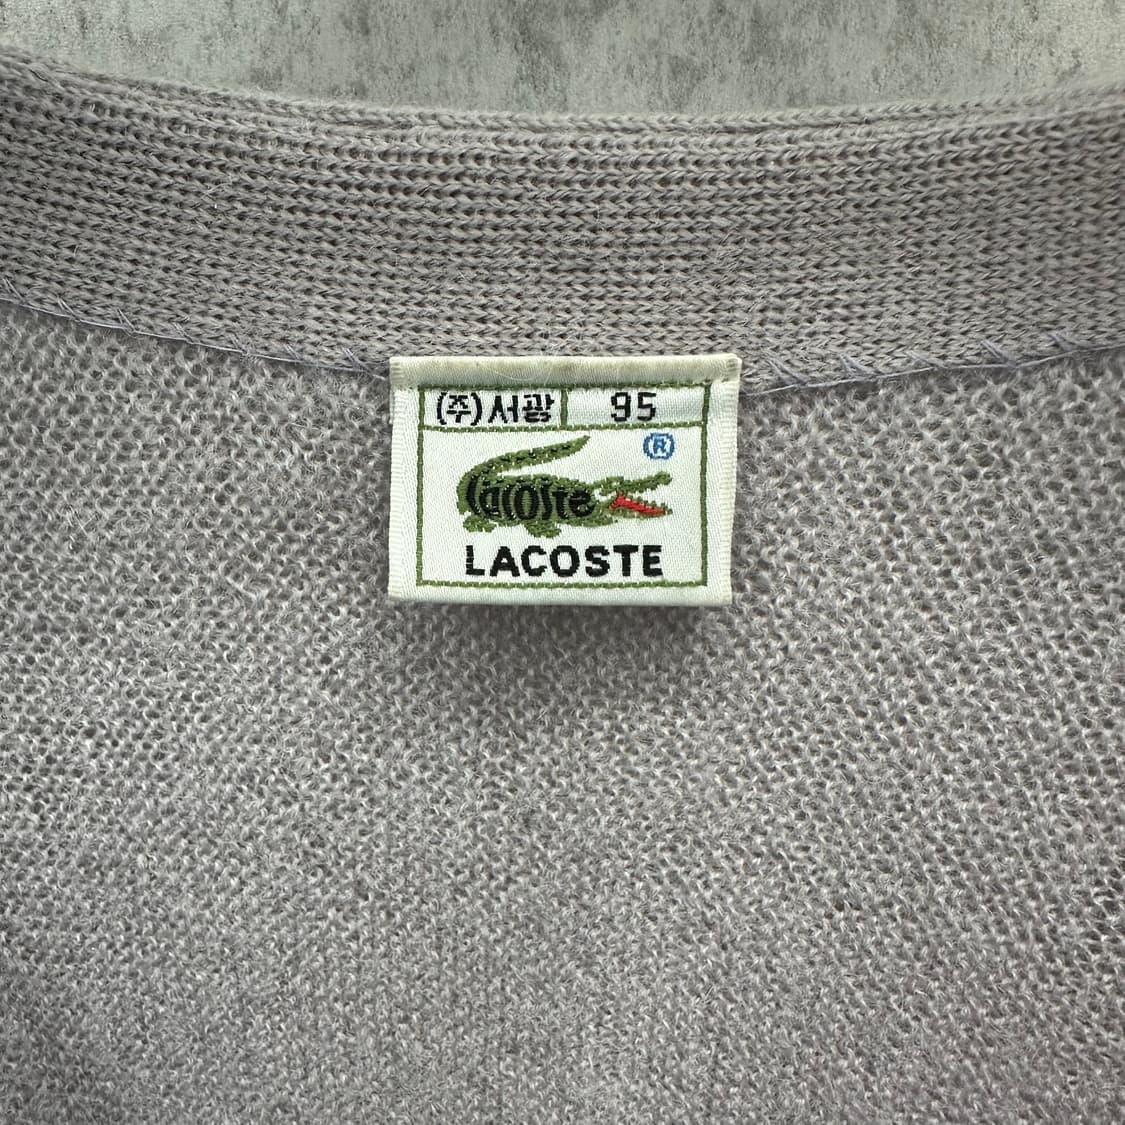 (주)서광 95
®
Lacoste
LACOSTE